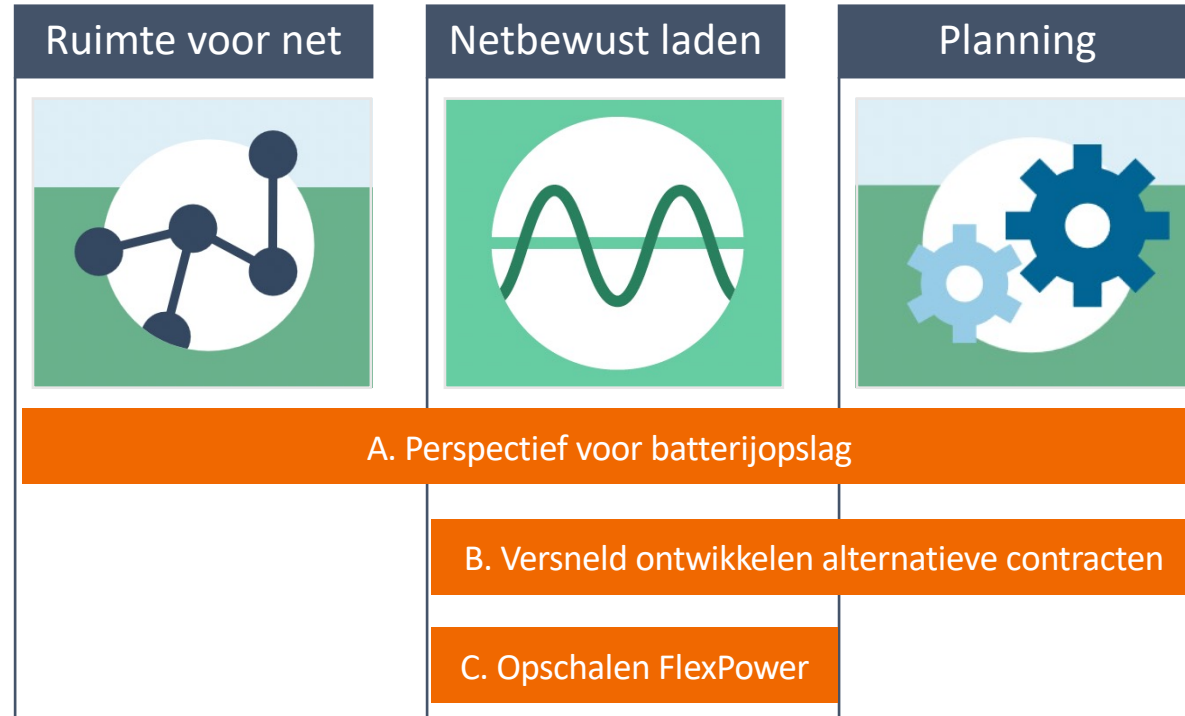 Ruimte voor net
Netbewust laden
Planning
A. Perspectief voor batterijopslag
B. Versneld ontwikkelen alternatieve contracten
C. Opschalen FlexPower